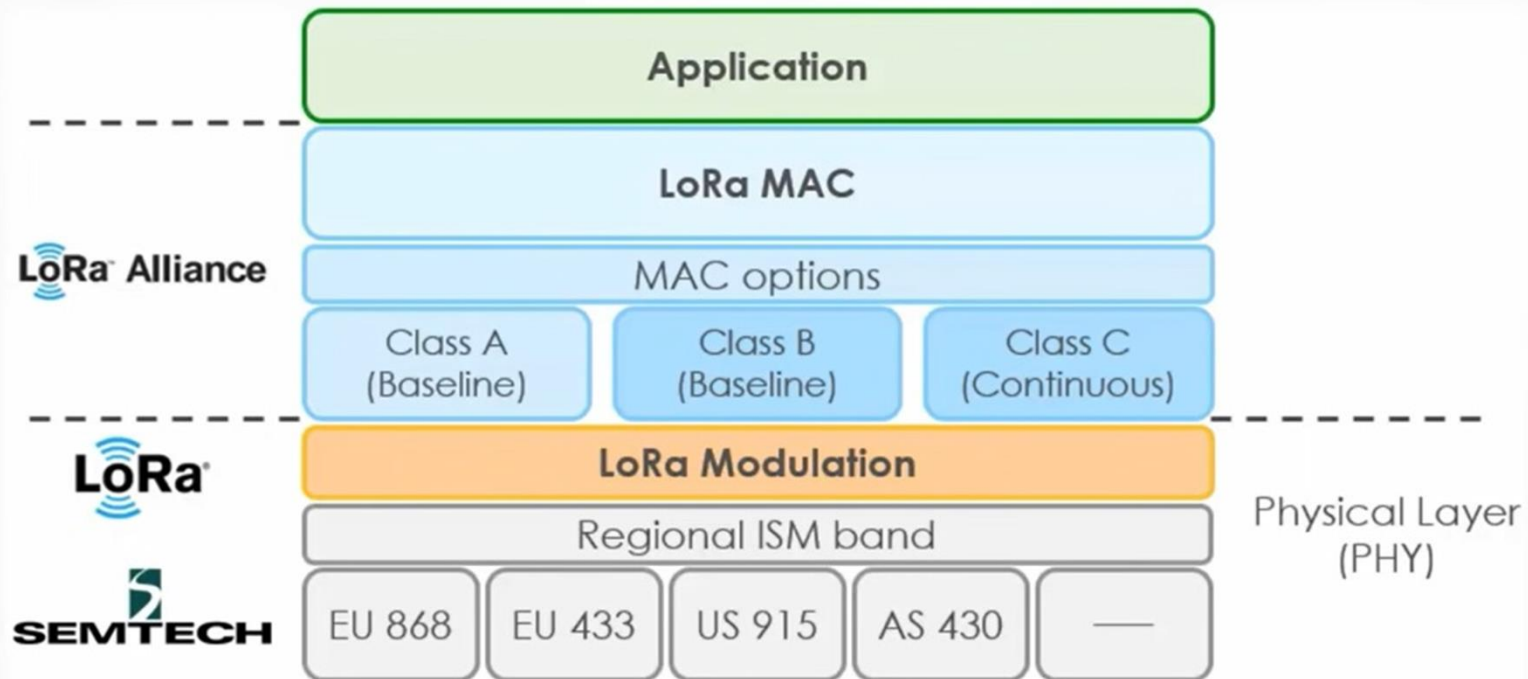 Application
LoRa MAC
LoRa™ Alliance
MAC options
Class A
(Baseline)
Class B
(Baseline)
Class C
(Continuous)
LoRa®
LoRa Modulation
Regional ISM band
Physical Layer
(PHY)
SEMTECH
EU 868
EU 433
US 915
AS 430